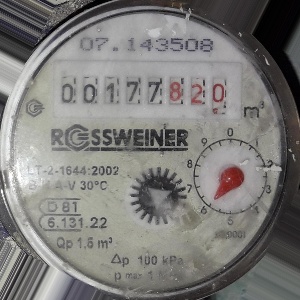 07.143508
00177820
m³
ROSSWEINER
LT-2-1644:2002
30°C
D 81
6.131.22
Qp 1.5 m³
Δp 100 kPa
p max